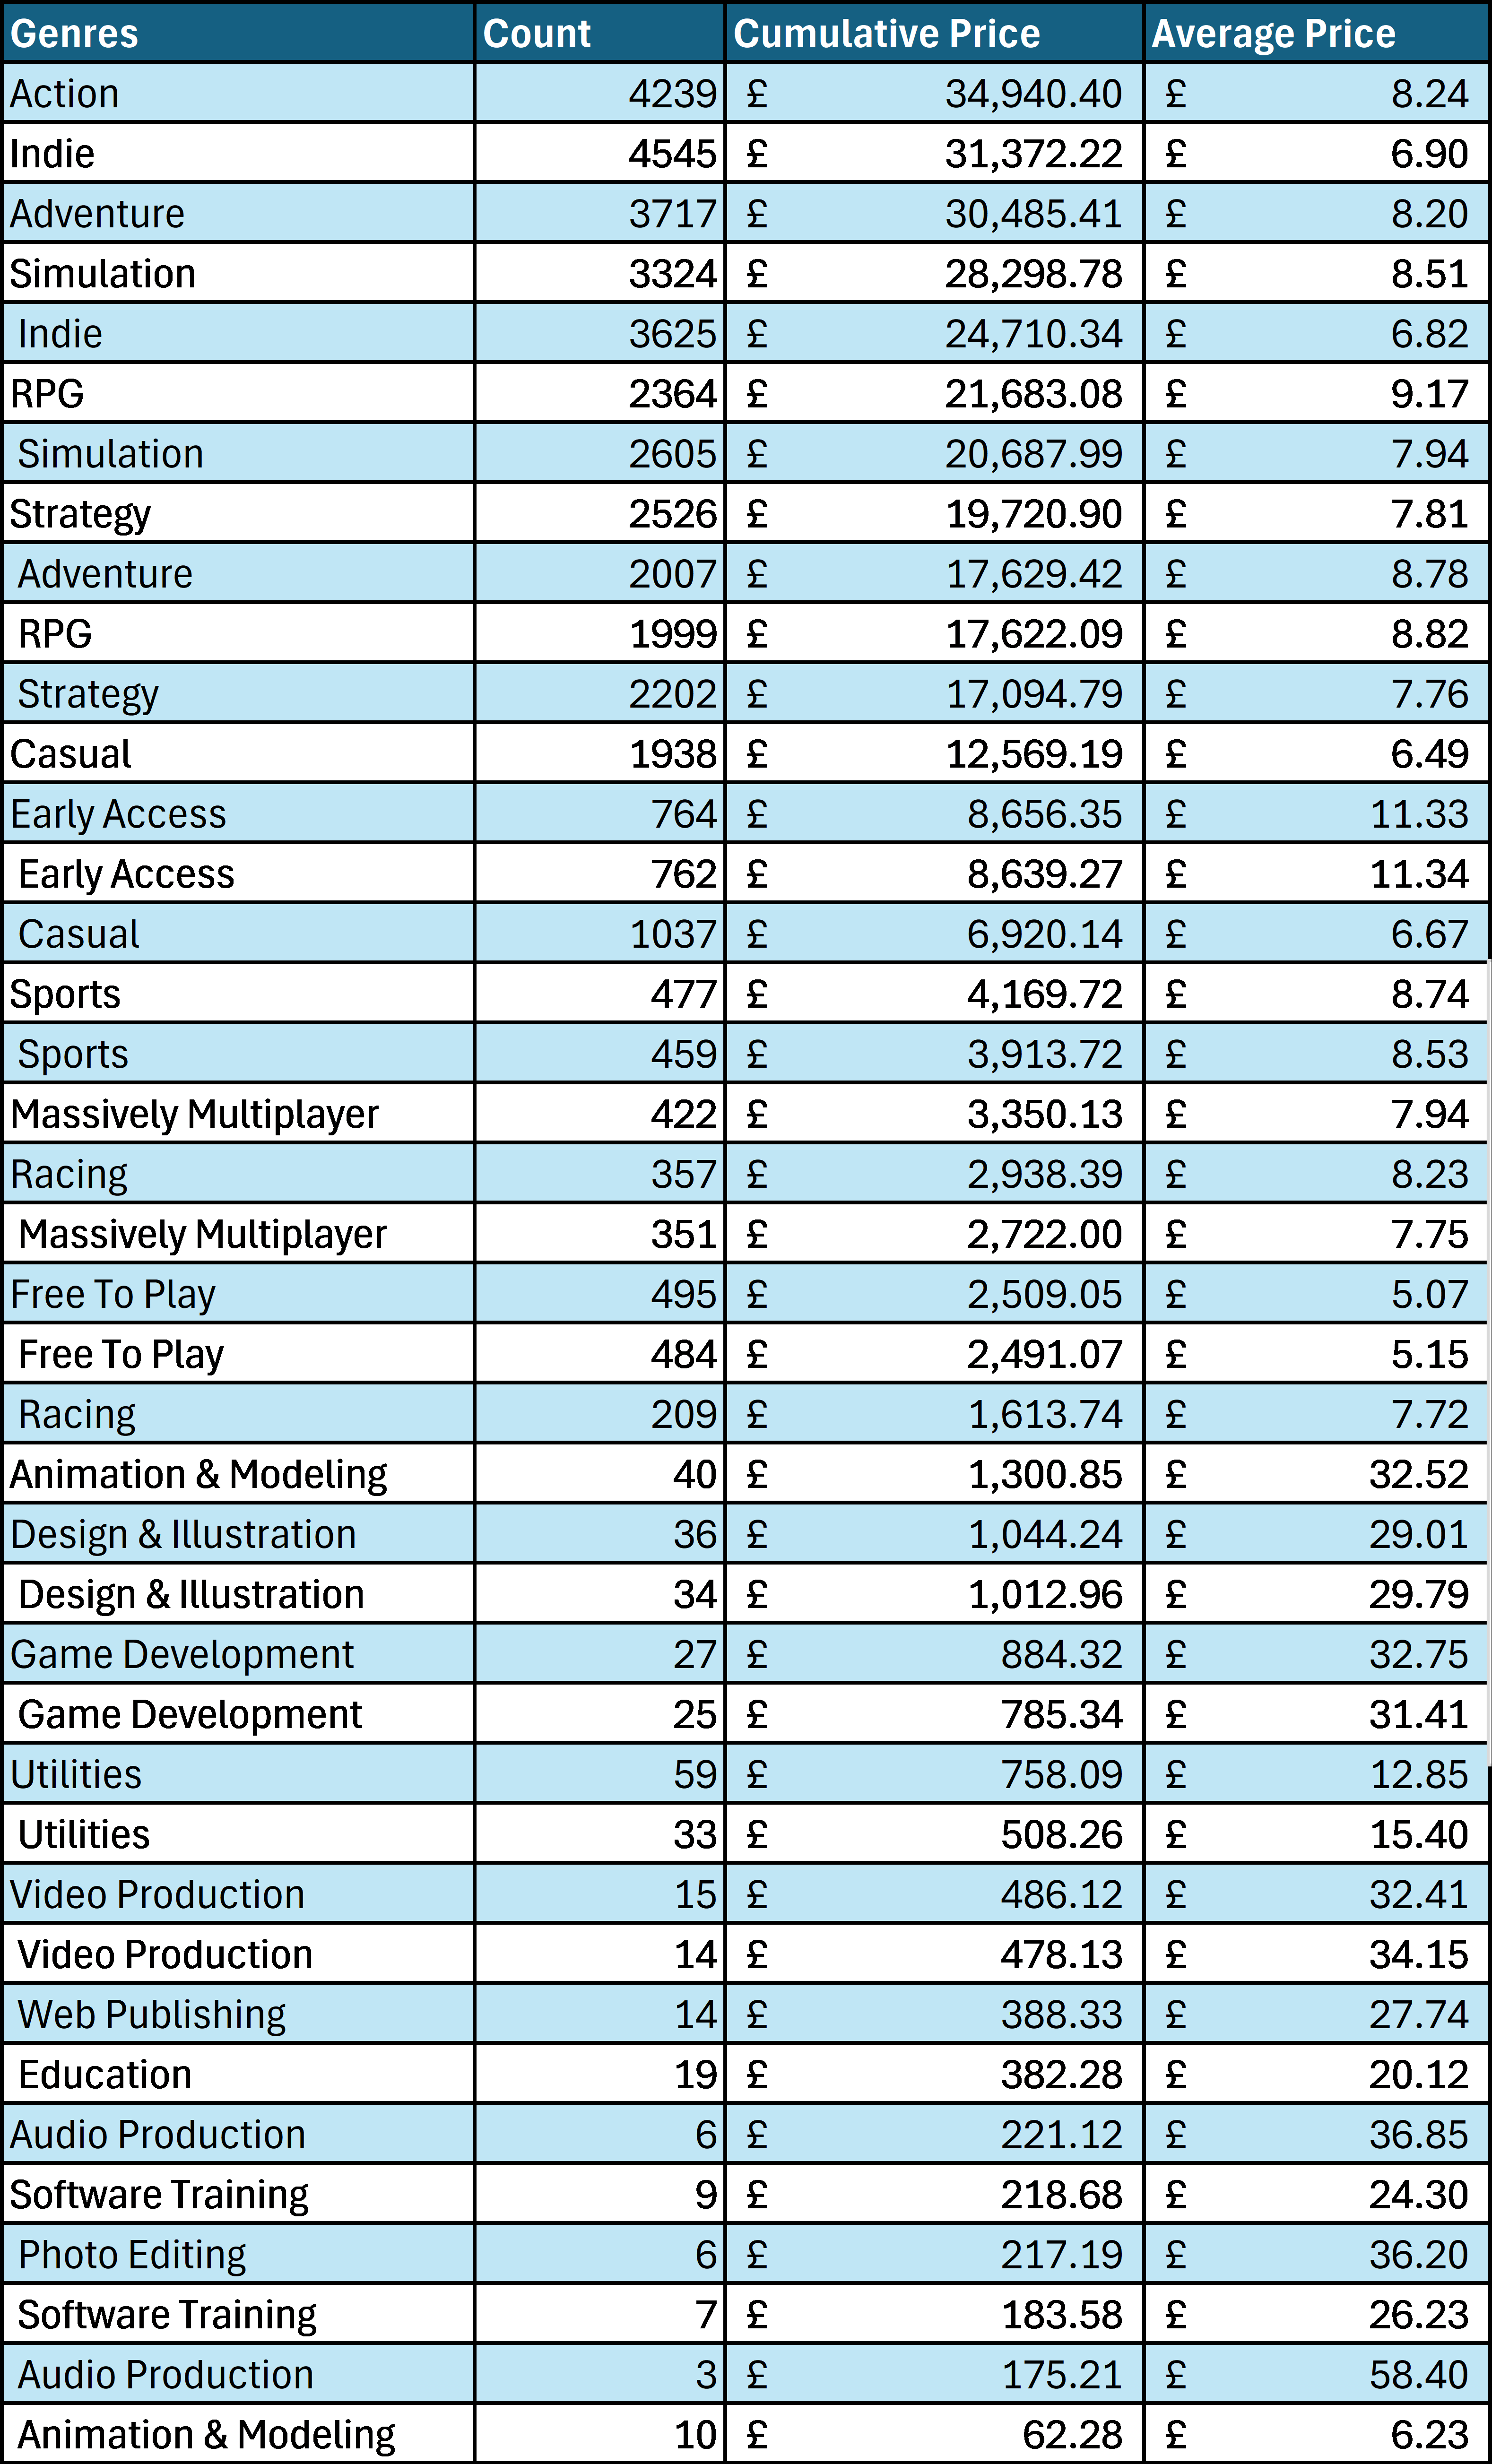 Genres Count Cumulative Price Average Price
Action 4239 £ 34,940.40 £ 8.24
Indie 4545 £ 31,372.22 £ 6.90
Adventure 3717 £ 30,485.41 £ 8.20
Simulation 3324 £ 28,298.78 £ 8.51
Indie 3625 £ 24,710.34 £ 6.82
RPG 2364 £ 21,683.08 £ 9.17
Simulation 2605 £ 20,687.99 £ 7.94
Strategy 2526 £ 19,720.90 £ 7.81
Adventure 2007 £ 17,629.42 £ 8.78
RPG 1999 £ 17,622.09 £ 8.82
Strategy 2202 £ 17,094.79 £ 7.76
Casual 1938 £ 12,569.19 £ 6.49
Early Access 764 £ 8,656.35 £ 11.33
Early Access 762 £ 8,639.27 £ 11.34
Casual 1037 £ 6,920.14 £ 6.67
Sports 477 £ 4,169.72 £ 8.74
Sports 459 £ 3,913.72 £ 8.53
Massively Multiplayer 422 £ 3,350.13 £ 7.94
Racing 357 £ 2,938.39 £ 8.23
Massively Multiplayer 351 £ 2,722.00 £ 7.75
Free To Play 495 £ 2,509.05 £ 5.07
Free To Play 484 £ 2,491.07 £ 5.15
Racing 209 £ 1,613.74 £ 7.72
Animation & Modeling 40 £ 1,300.85 £ 32.52
Design & Illustration 36 £ 1,044.24 £ 29.01
Design & Illustration 34 £ 1,012.96 £ 29.79
Game Development 27 £ 884.32 £ 32.75
Game Development 25 £ 785.34 £ 31.41
Utilities 59 £ 758.09 £ 12.85
Utilities 33 £ 508.26 £ 15.40
Video Production 15 £ 486.12 £ 32.41
Video Production 14 £ 478.13 £ 34.15
Web Publishing 14 £ 388.33 £ 27.74
Education 19 £ 382.28 £ 20.12
Audio Production 6 £ 221.12 £ 36.85
Software Training 9 £ 218.68 £ 24.30
Photo Editing 6 £ 217.19 £ 36.20
Software Training 7 £ 183.58 £ 26.23
Audio Production 3 £ 175.21 £ 58.40
Animation & Modeling 10 £ 62.28 £ 6.23